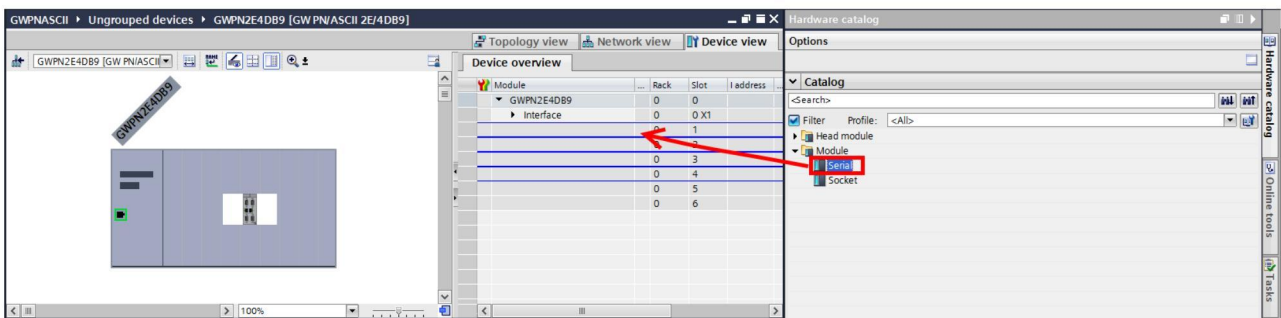 GWPNASCII ▸ Ungrouped devices ▸ GWPN2E4DB9 [GW PN/ASCII 2E/4DB9]
Topology view Network view Device view
GWPN2E4DB9 [GW PN/ASCII
GWPN2E4DB9
100%
Device overview
Module ... Rack Slot I address ...
GWPN2E4DB9 0 0
Interface 0 0 X1
0 1
0 2
0 3
0 4
0 5
0 6
Hardware catalog
Options
Catalog
<Search>
Filter Profile: <All>
Head module
Module
Serial
Socket
Hardware catalog
Online tools
Tasks